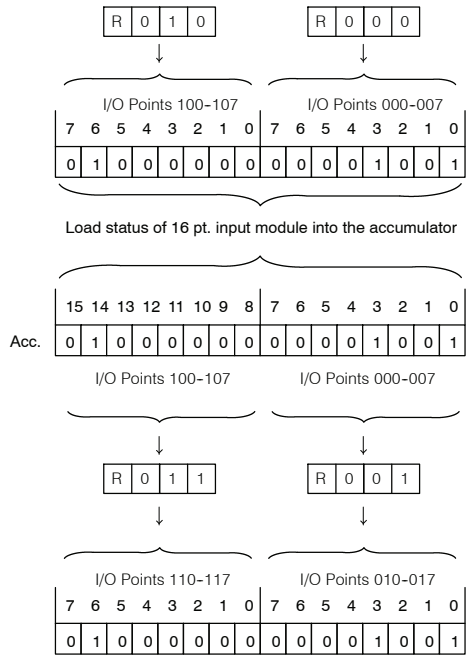 R 0 1 0 R 0 0 0
I/O Points 100-107 I/O Points 000-007
7 6 5 4 3 2 1 0 7 6 5 4 3 2 1 0
0 1 0 0 0 0 0 0 0 0 0 0 1 0 0 1
Load status of 16 pt. input module into the accumulator
15 14 13 12 11 10 9 8 7 6 5 4 3 2 1 0
Acc. 0 1 0 0 0 0 0 0 0 0 0 0 1 0 0 1
I/O Points 100-107 I/O Points 000-007
R 0 1 1 R 0 0 1
I/O Points 110-117 I/O Points 010-017
7 6 5 4 3 2 1 0 7 6 5 4 3 2 1 0
0 1 0 0 0 0 0 0 0 0 0 0 1 0 0 1